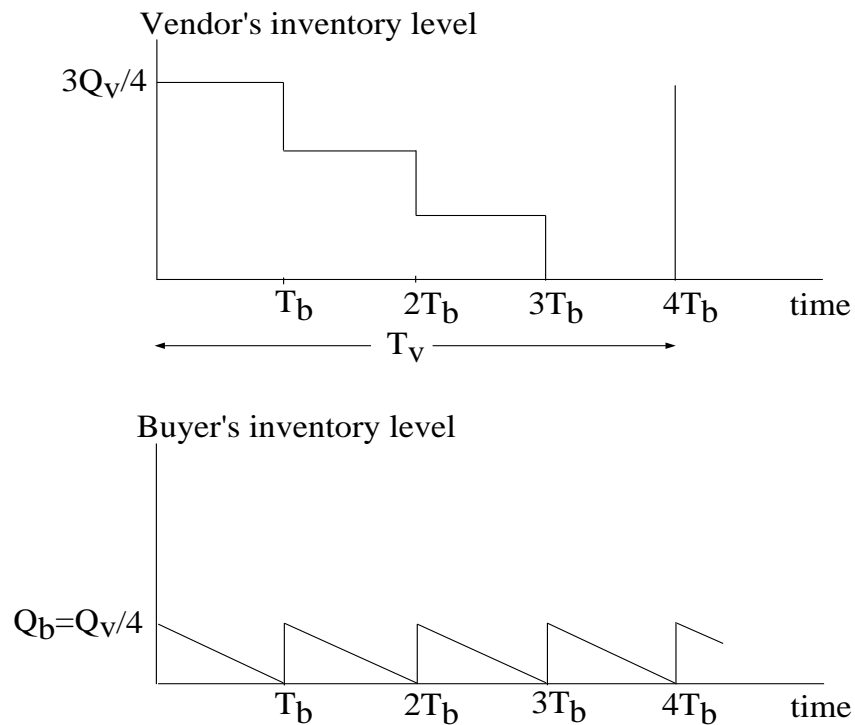 Vendor's inventory level
3Qv/4
Tb 2Tb 3Tb 4Tb time
Tv
Buyer's inventory level
Qb=Qv/4
Tb 2Tb 3Tb 4Tb time